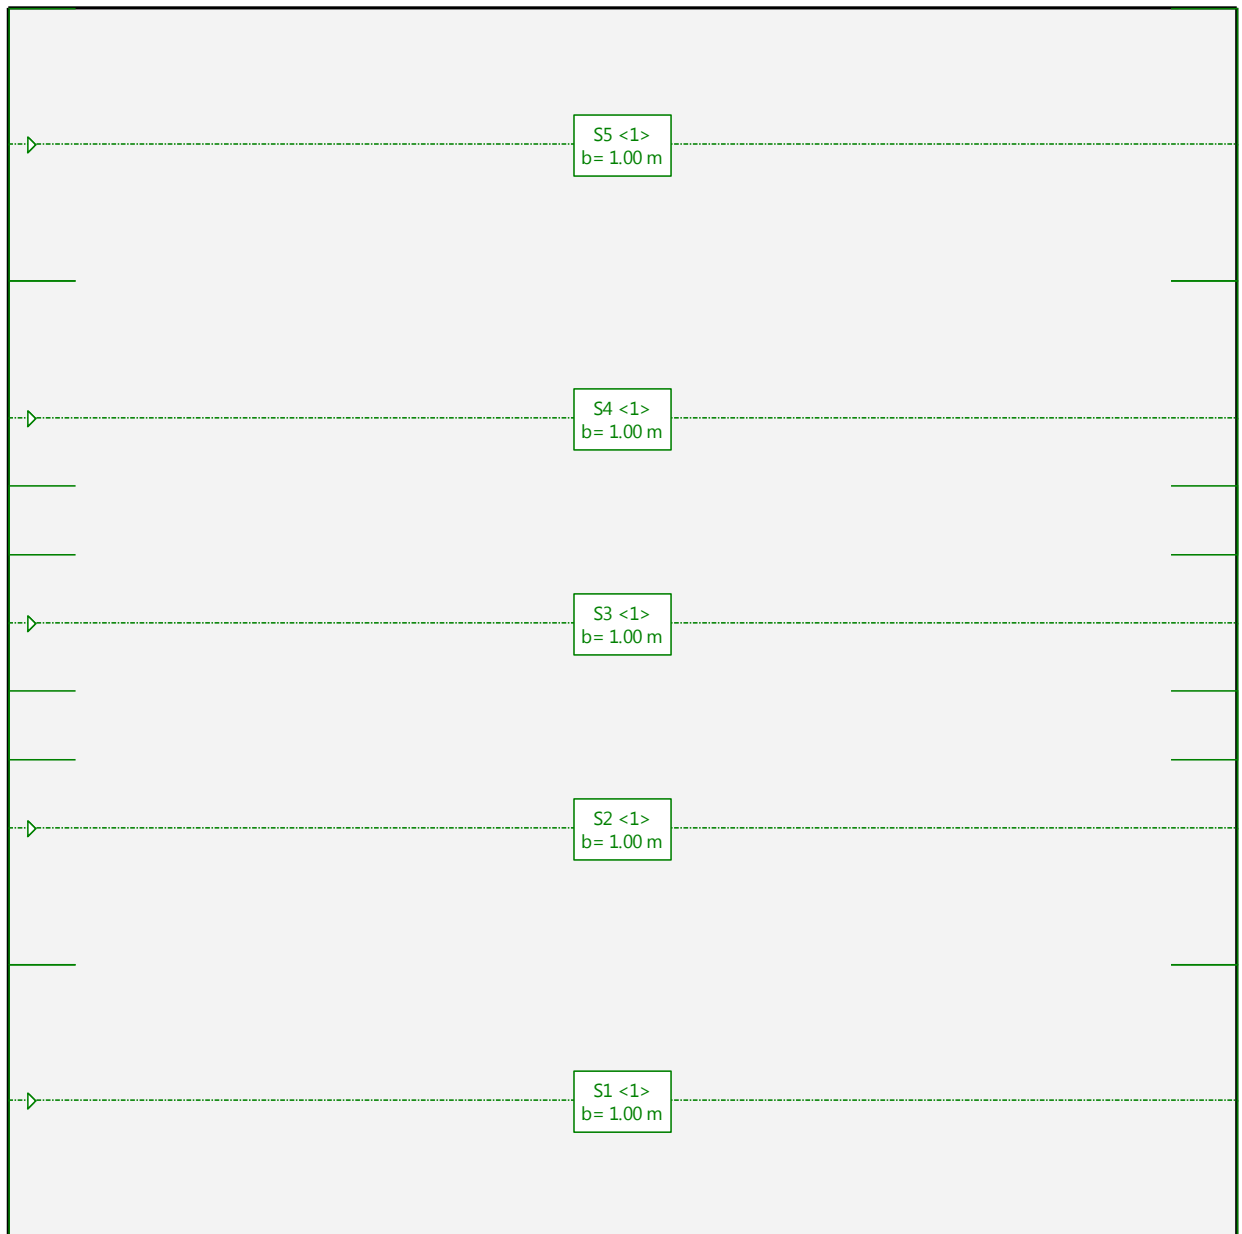 S5 <1>
b= 1.00 m
S4 <1>
b= 1.00 m
S3 <1>
b= 1.00 m
S2 <1>
b= 1.00 m
S1 <1>
b= 1.00 m